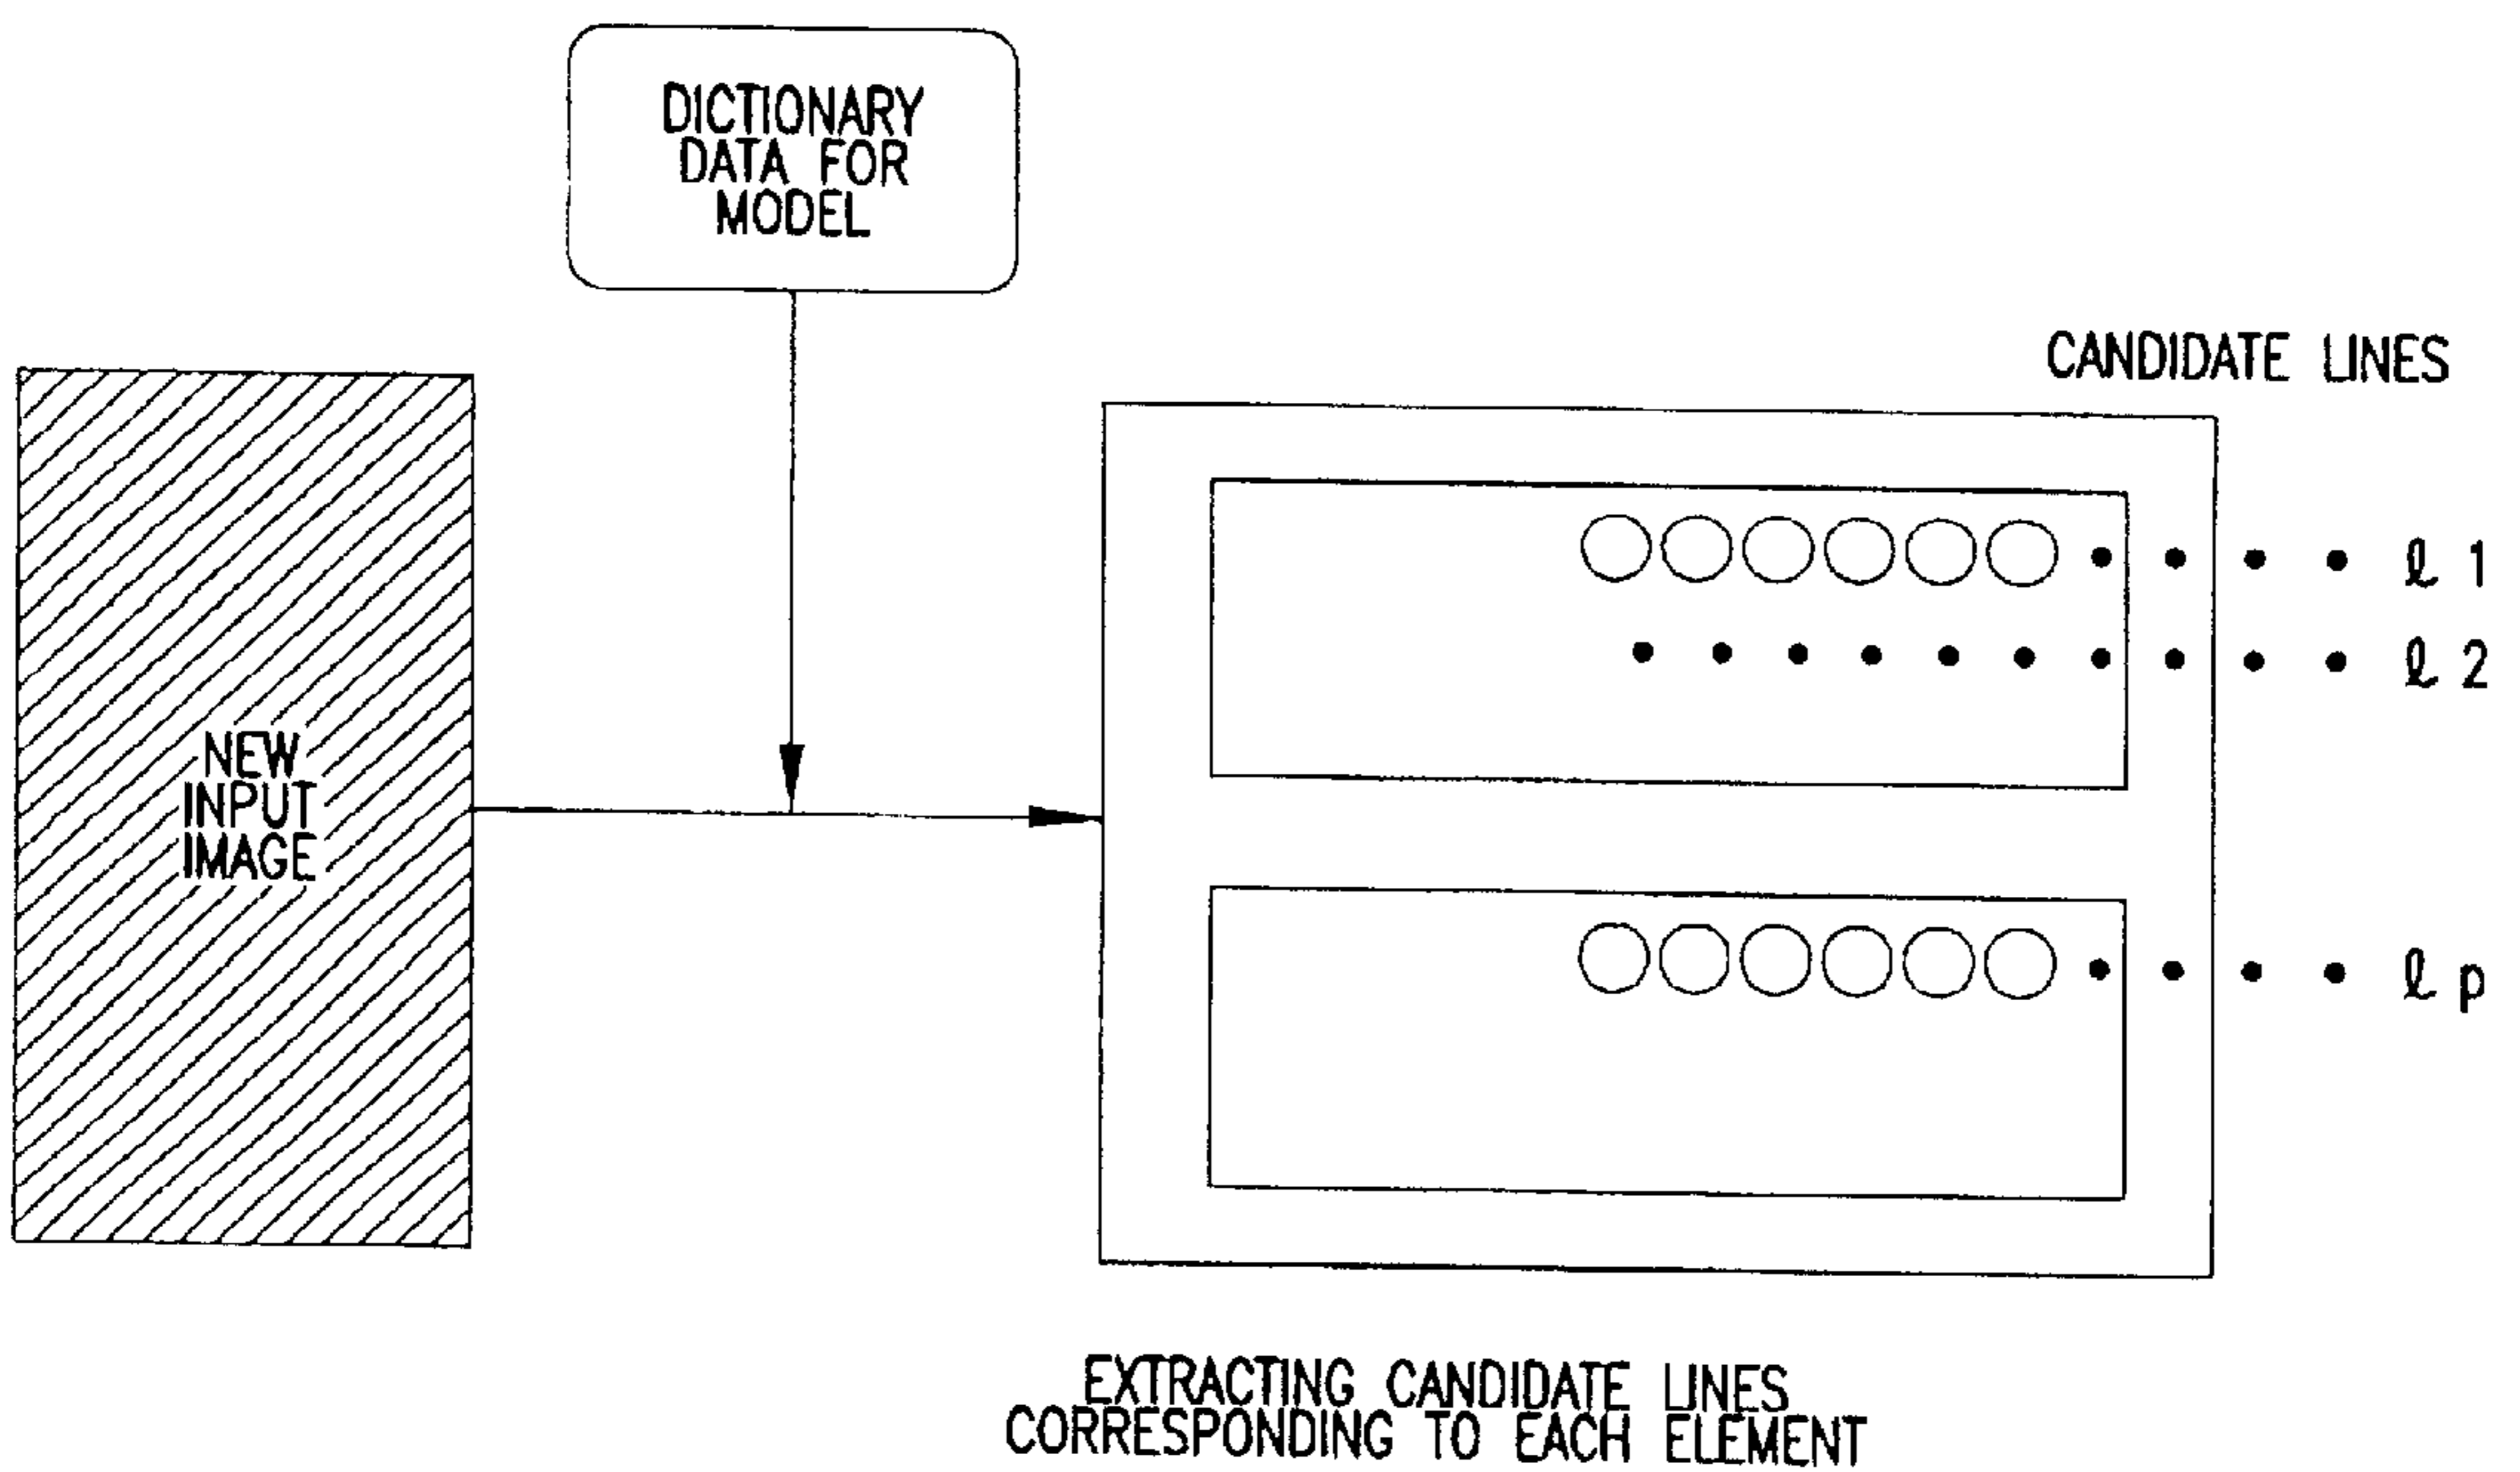 DICTIONARY
DATA FOR
MODEL
CANDIDATE LINES
ℓ 1
ℓ 2
NEW
INPUT
IMAGE
ℓ p
EXTRACTING CANDIDATE LINES
CORRESPONDING TO EACH ELEMENT